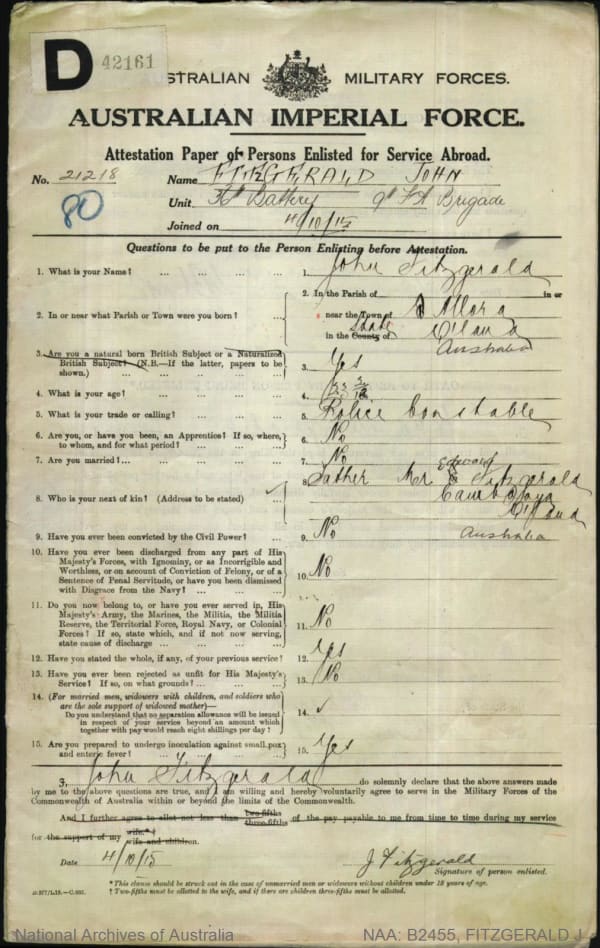 D 42161
AUSTRALIAN MILITARY FORCES.
AUSTRALIAN IMPERIAL FORCE.
Attestation Paper of Persons Enlisted for Service Abroad.
No. 21218 Name FITZGERALD JOHN
80
Unit Battery 9th F A Brigade
Joined on 4/10/15
Questions to be put to the Person Enlisting before Attestation.
1. What is your Name? ... ... ... ... 1. John Fitzgerald
2. In or near what Parish or Town were you born? ... 2. In the Parish of in or
near the Town of Allora
in the County of State Q'land
Australia
3. Are you a natural born British Subject or a Naturalized
British Subject? (N.B.—If the latter, papers to be
shown.) ... ... ... ... 3. Yes
4. What is your age? ... ... ... ... 4.
5. What is your trade or calling? ... ... ... 5. Police Constable
6. Are you, or have you been, an Apprentice? If so, where,
to whom, and for what period? ... ... ... 6. No
7. Are you married? ... ... ... ... 7. No
8. Who is your next of kin? (Address to be stated) ... 8. Father Mr E Edward Fitzgerald
Cambooya
Q'land
Australia
9. Have you ever been convicted by the Civil Power? ... 9. No
10. Have you ever been discharged from any part of His
Majesty's Forces, with Ignominy, or as Incorrigible and
Worthless, or on account of Conviction of Felony, or of a
Sentence of Penal Servitude, or have you been dismissed
with Disgrace from the Navy? ... ... ... 10. No
11. Do you now belong to, or have you ever served in, His
Majesty's Army, the Marines, the Militia, the Militia
Reserve, the Territorial Force, Royal Navy, or Colonial
Forces? If so, state which, and if not now serving,
state cause of discharge ... ... ... 11. No
12. Have you stated the whole, if any, of your previous service? 12. Yes
13. Have you ever been rejected as unfit for His Majesty's
Service? If so, on what grounds? ... ... ... 13. No
14. (For married men, widowers with children, and soldiers who
are the sole support of widowed mother)—
Do you understand that no separation allowance will be issued
in respect of your service beyond an amount which
together with pay would reach eight shillings per day? 14. ✓
15. Are you prepared to undergo inoculation against small pox
and enteric fever? ... ... ... ... 15. Yes
I, John Fitzgerald do solemnly declare that the above answers made
by me to the above questions are true, and I am willing and hereby voluntarily agree to serve in the Military Forces of the
Commonwealth of Australia within or beyond the limits of the Commonwealth.
And I further agree to allot not less than two-fifths three-fifths of the pay payable to me from time to time during my service
for the support of my wife.* † wife and children.
Date 4/10/15 J Fitzgerald
Signature of person enlisted.
* This clause should be struck out in the case of unmarried men or widowers without children under 18 years of age.
† Two-fifths must be allotted to the wife, and if there are children three-fifths must be allotted.
National Archives of Australia NAA: B2455, FITZGERALD J